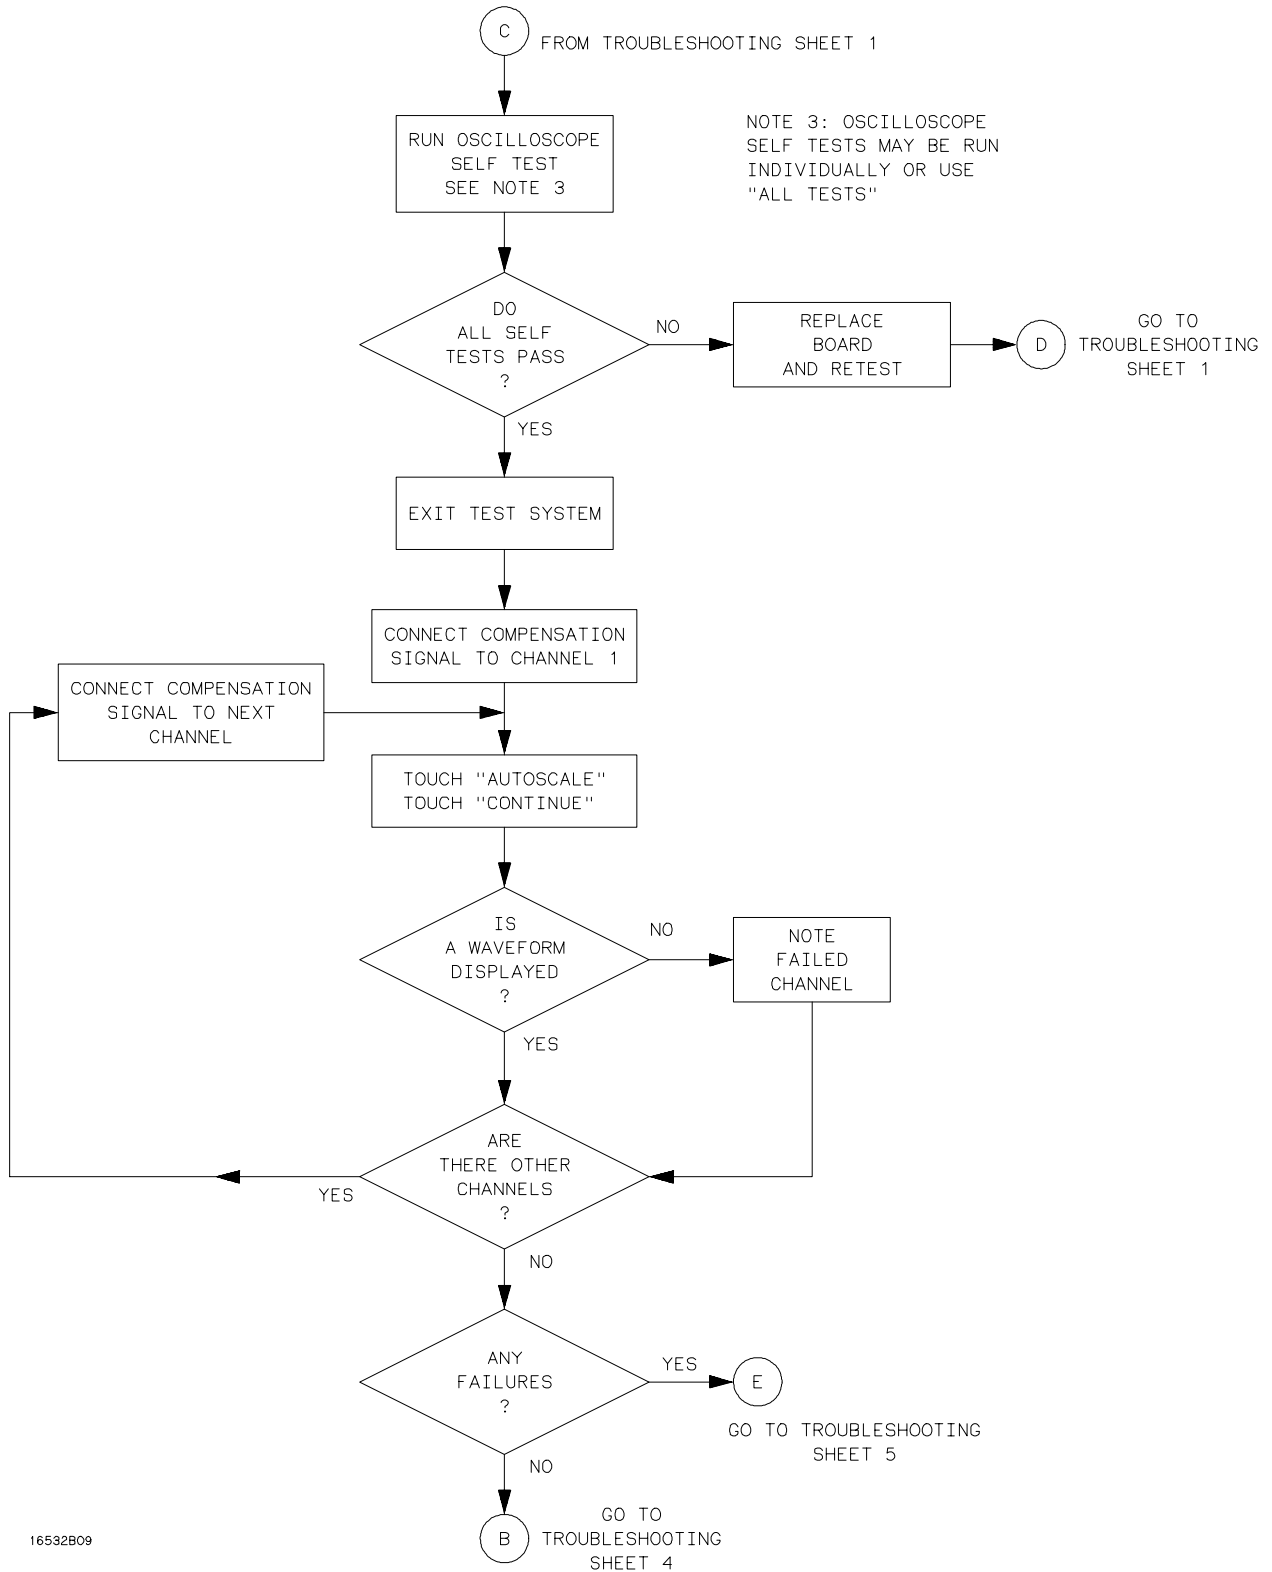 C
FROM TROUBLESHOOTING SHEET 1
RUN OSCILLOSCOPE
SELF TEST
SEE NOTE 3
NOTE 3: OSCILLOSCOPE
SELF TESTS MAY BE RUN
INDIVIDUALLY OR USE
"ALL TESTS"
DO
ALL SELF
TESTS PASS
?
NO
REPLACE
BOARD
AND RETEST
D
GO TO
TROUBLESHOOTING
SHEET 1
YES
EXIT TEST SYSTEM
CONNECT COMPENSATION
SIGNAL TO CHANNEL 1
CONNECT COMPENSATION
SIGNAL TO NEXT
CHANNEL
TOUCH "AUTOSCALE"
TOUCH "CONTINUE"
IS
A WAVEFORM
DISPLAYED
?
NO
NOTE
FAILED
CHANNEL
YES
ARE
THERE OTHER
CHANNELS
?
YES
NO
ANY
FAILURES
?
YES
E
GO TO TROUBLESHOOTING
SHEET 5
NO
B
GO TO
TROUBLESHOOTING
SHEET 4
16532B09